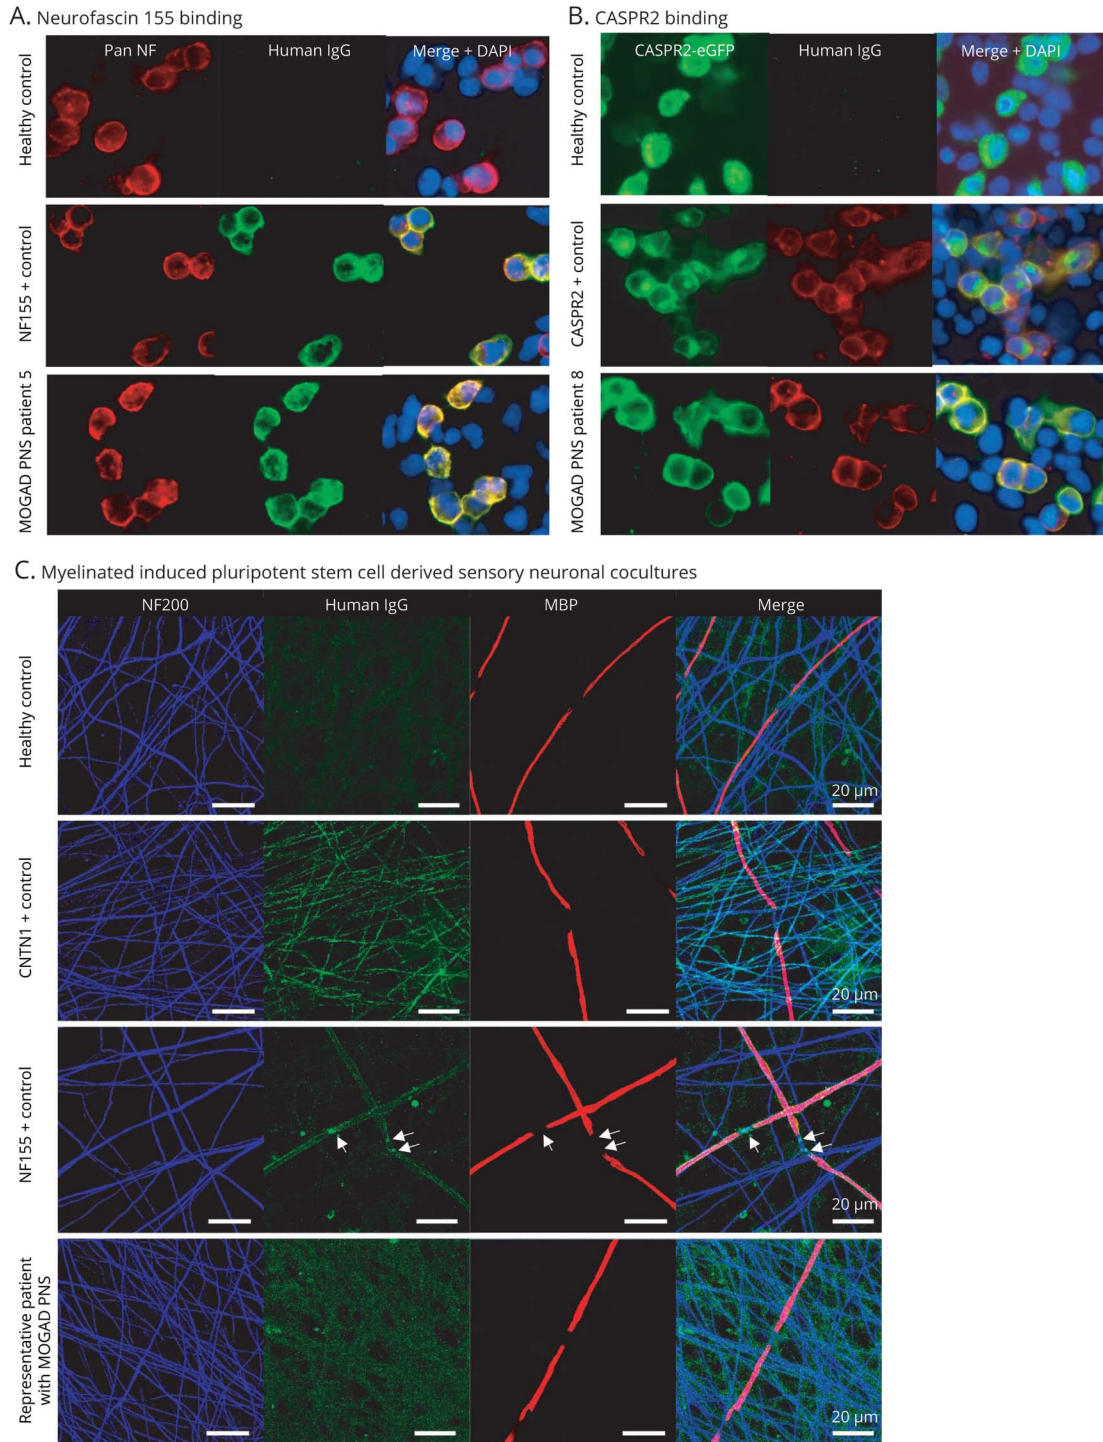 A. Neurofascin 155 binding
Pan NF
Human IgG
Merge + DAPI
Healthy control
NF155 + control
MOGAD PNS patient 5
B. CASPR2 binding
CASPR2-eGFP
Human IgG
Merge + DAPI
Healthy control
CASPR2 + control
MOGAD PNS patient 8
C. Myelinated induced pluripotent stem cell derived sensory neuronal cocultures
NF200
Human IgG
MBP
Merge
Healthy control
20 µm
CNTN1 + control
20 µm
NF155 + control
20 µm
Representative patient
with MOGAD PNS
20 µm